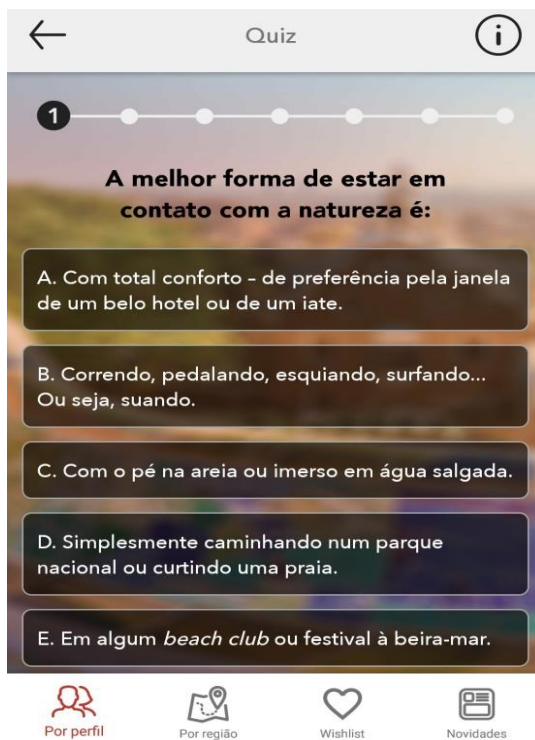 Quiz
i
1
A melhor forma de estar em
contato com a natureza é:
A. Com total conforto – de preferência pela janela
de um belo hotel ou de um iate.
B. Correndo, pedalando, esquiando, surfando...
Ou seja, suando.
C. Com o pé na areia ou imerso em água salgada.
D. Simplesmente caminhando num parque
nacional ou curtindo uma praia.
E. Em algum beach club ou festival à beira-mar.
Por perfil
Por região
Wishlist
Novidades